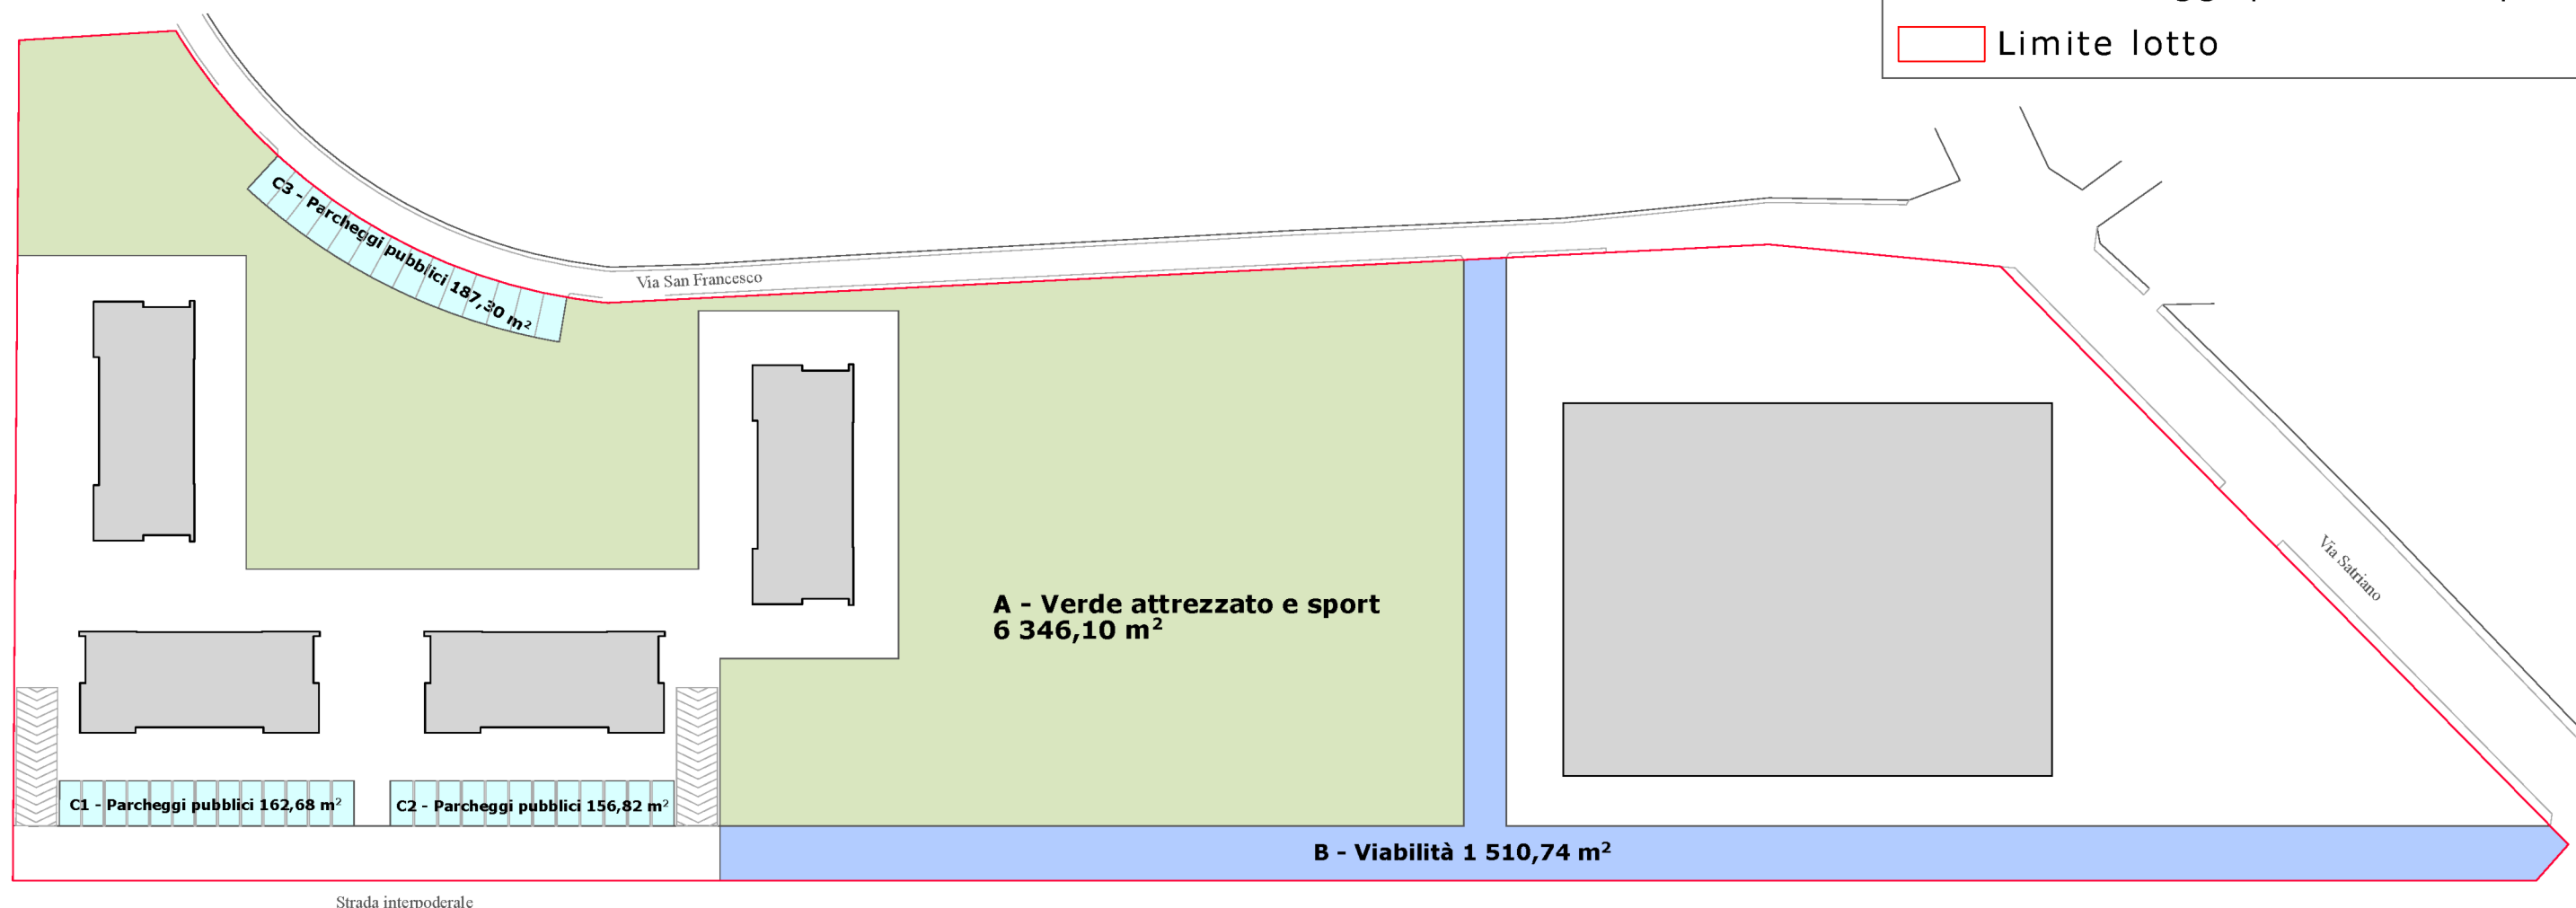 Limite lotto
C3 - Parcheggi pubblici 187,30 m²
Via San Francesco
Via Satriano
A - Verde attrezzato e sport
6 346,10 m²
C1 - Parcheggi pubblici 162,68 m²
C2 - Parcheggi pubblici 156,82 m²
B - Viabilità 1 510,74 m²
Strada interpoderale